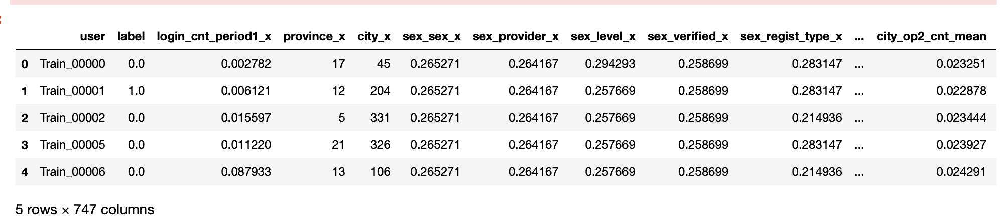 user label login_cnt_period1_x province_x city_x sex_sex_x sex_provider_x sex_level_x sex_verified_x sex_regist_type_x ... city_op2_cnt_mean
0 Train_00000 0.0 0.002782 17 45 0.265271 0.264167 0.294293 0.258699 0.283147 ... 0.023251
1 Train_00001 1.0 0.006121 12 204 0.265271 0.264167 0.257669 0.258699 0.283147 ... 0.022878
2 Train_00002 0.0 0.015597 5 331 0.265271 0.264167 0.257669 0.258699 0.214936 ... 0.023444
3 Train_00005 0.0 0.011220 21 326 0.265271 0.264167 0.257669 0.258699 0.283147 ... 0.023927
4 Train_00006 0.0 0.087933 13 106 0.265271 0.264167 0.257669 0.258699 0.214936 ... 0.024291
5 rows × 747 columns